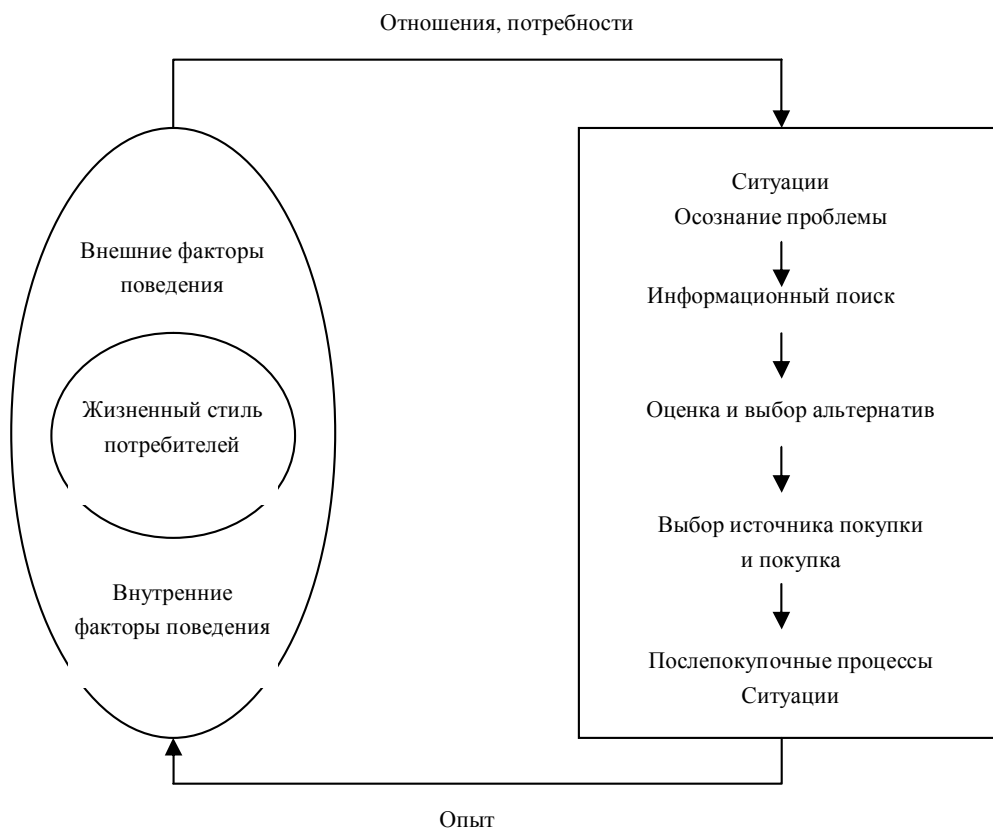 Отношения, потребности
Внешние факторы
поведения
Жизненный стиль
потребителей
Внутренние
факторы поведения
Ситуации
Осознание проблемы
Информационный поиск
Оценка и выбор альтернатив
Выбор источника покупки
и покупка
Послепокупочные процессы
Ситуации
Опыт